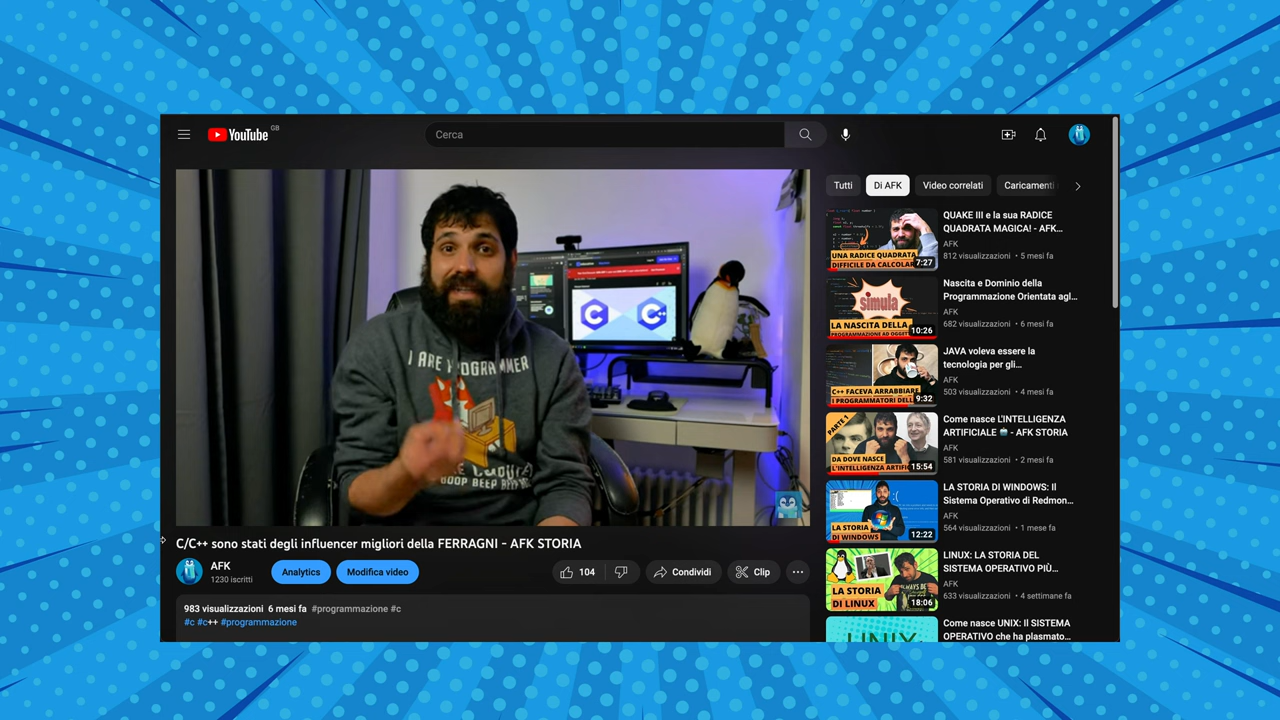 YouTube GB
Cerca
Tutti
Di AFK
Video correlati
Caricamenti
I ARE PROGRAMMER
C
C++
C/C++ sono stati degli influencer migliori della FERRAGNI - AFK STORIA
AFK
1230 iscritti
Analytics
Modifica video
104
Condividi
Clip
983 visualizzazioni 6 mesi fa #programmazione #c
#c #c++ #programmazione
UNA RADICE QUADRATA
DIFFICILE DA CALCOLAR
7:27
QUAKE III e la sua RADICE
QUADRATA MAGICA! - AFK...
AFK
812 visualizzazioni • 5 mesi fa
simula
LA NASCITA DELLA
PROGRAMMAZIONE AD OGGET
10:26
Nascita e Dominio della
Programmazione Orientata agl...
AFK
682 visualizzazioni • 6 mesi fa
C++ FACEVA ARRABBIARE
I PROGRAMMATORI DELL
9:32
JAVA voleva essere la
tecnologia per gli...
AFK
503 visualizzazioni • 4 mesi fa
PARTE 1
DA DOVE NASCE
L'INTELLIGENZA ARTIFIC
15:54
Come nasce L'INTELLIGENZA
ARTIFICIALE 🤖 - AFK STORIA
AFK
581 visualizzazioni • 2 mesi fa
LA STORIA
DI WINDOWS
12:22
LA STORIA DI WINDOWS: Il
Sistema Operativo di Redmon...
AFK
564 visualizzazioni • 1 mese fa
LA STORIA
DI LINUX
18:06
LINUX: LA STORIA DEL
SISTEMA OPERATIVO PIÙ...
AFK
633 visualizzazioni • 4 settimane fa
UNIX
Come nasce UNIX: Il SISTEMA
OPERATIVO che ha plasmato...